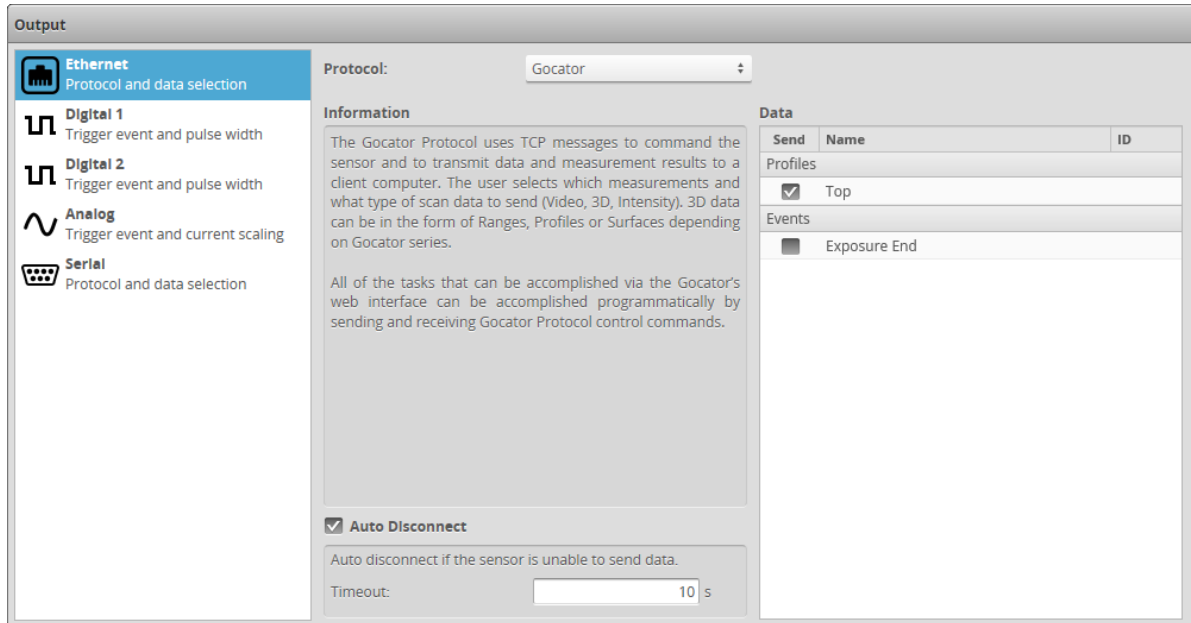 Output
Ethernet
Protocol and data selection
Digital 1
Trigger event and pulse width
Digital 2
Trigger event and pulse width
Analog
Trigger event and current scaling
Serial
Protocol and data selection
Protocol: Gocator
Information
The Gocator Protocol uses TCP messages to command the
sensor and to transmit data and measurement results to a
client computer. The user selects which measurements and
what type of scan data to send (Video, 3D, Intensity). 3D data
can be in the form of Ranges, Profiles or Surfaces depending
on Gocator series.
All of the tasks that can be accomplished via the Gocator's
web interface can be accomplished programmatically by
sending and receiving Gocator Protocol control commands.
Auto Disconnect
Auto disconnect if the sensor is unable to send data.
Timeout: 10 s
Data
Send Name ID
Profiles
Top
Events
Exposure End